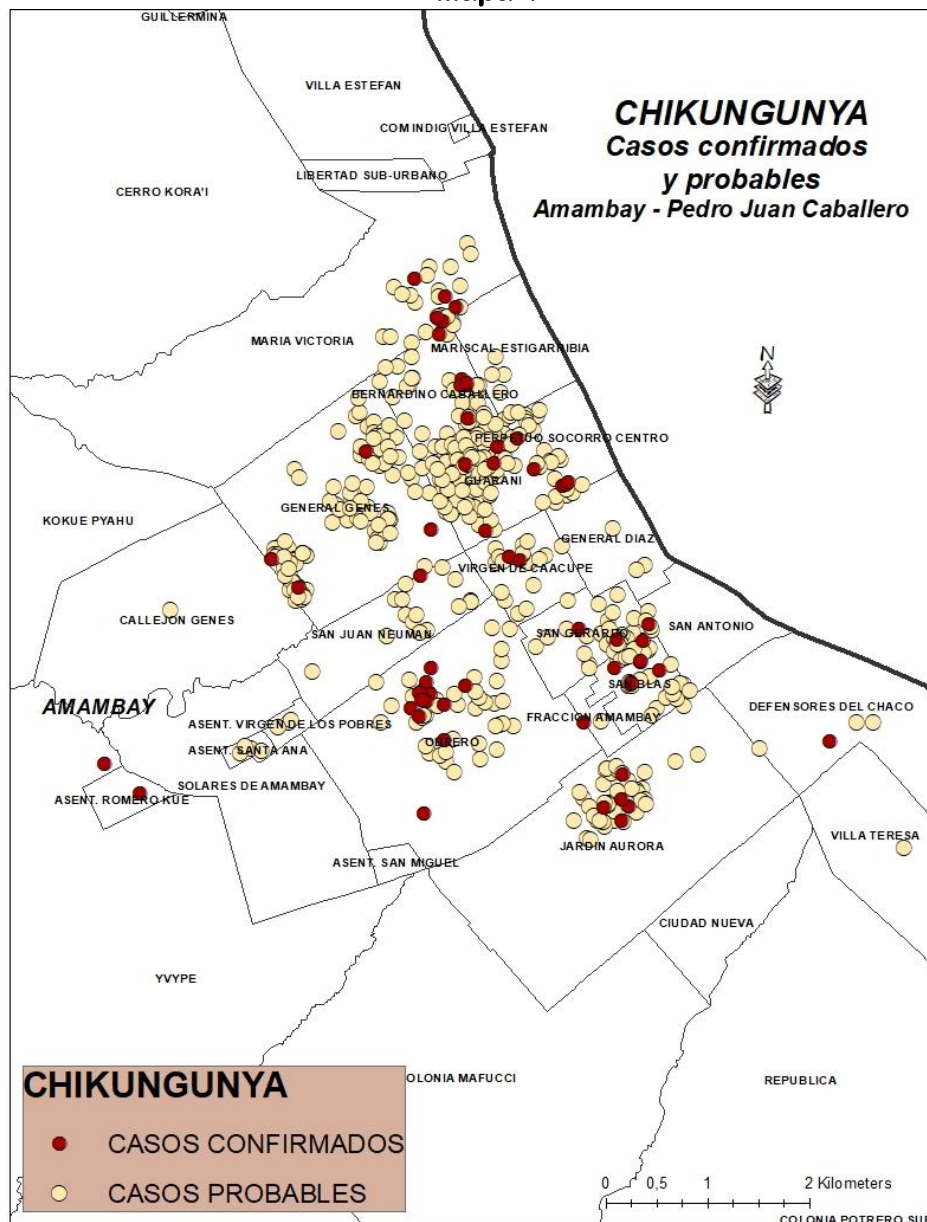 GUILLERMINA
VILLA ESTEFAN
COM INDIG VILLA ESTEFAN
CHIKUNGUNYA
Casos confirmados
y probables
Amambay - Pedro Juan Caballero
LIBERTAD SUB-URBANO
CERRO KORA'I
N
MARIA VICTORIA
MARISCAL ESTIGARRIBIA
BERNARDINO CABALLERO
PERPETUO SOCORRO CENTRO
GUARANI
GENERAL GENES
KOKUE PYAHU
GENERAL DIAZ
VIRGEN DE CAACUPE
CALLEJON GENES
SAN JUAN NEUMAN
SAN GERARDO
SAN ANTONIO
SAN BLAS
AMAMBAY
DEFENSORES DEL CHACO
FRACCION AMAMBAY
ASENT. VIRGEN DE LOS POBRES
OBRERO
ASENT. SANTA ANA
SOLARES DE AMAMBAY
ASENT. ROMERO KUE
VILLA TERESA
JARDIN AURORA
ASENT. SAN MIGUEL
CIUDAD NUEVA
YVYPE
OLONIA MAFUCCI
REPUBLICA
CHIKUNGUNYA
CASOS CONFIRMADOS
CASOS PROBABLES
0 0,5 1 2 Kilometers
COLONIA POTRERO SU